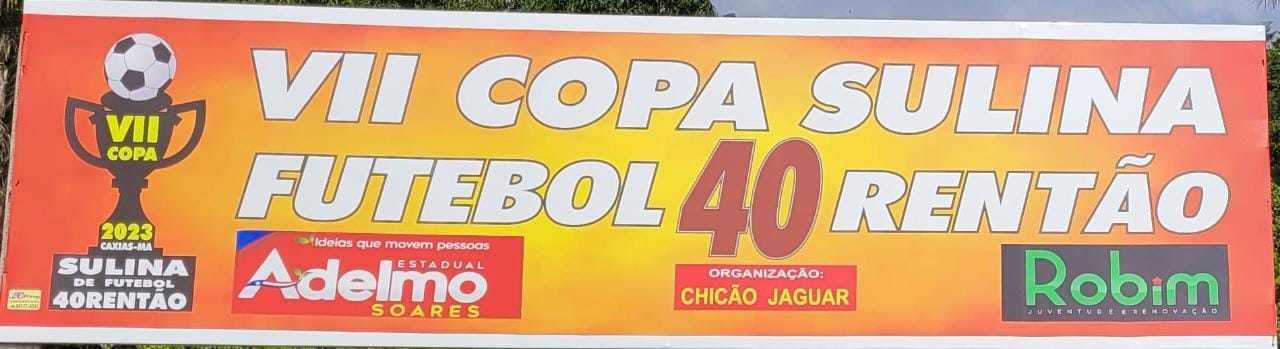 VII COPA SULINA
FUTEBOL 40 RENTÃO
VII
COPA
2023
CAXIAS-MA
SULINA
DE FUTEBOL
40RENTÃO
Ideias que movem pessoas
ESTADUAL
Adelmo
SOARES
ORGANIZAÇÃO:
CHICÃO JAGUAR
Robim
JUVENTUDE E RENOVAÇÃO